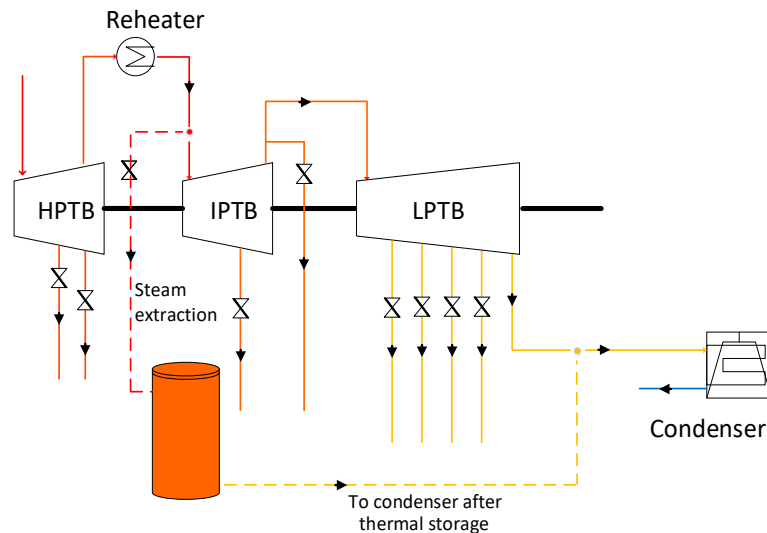 Reheater
HPTB
IPTB
LPTB
Steam
extraction
Condenser
To condenser after
thermal storage